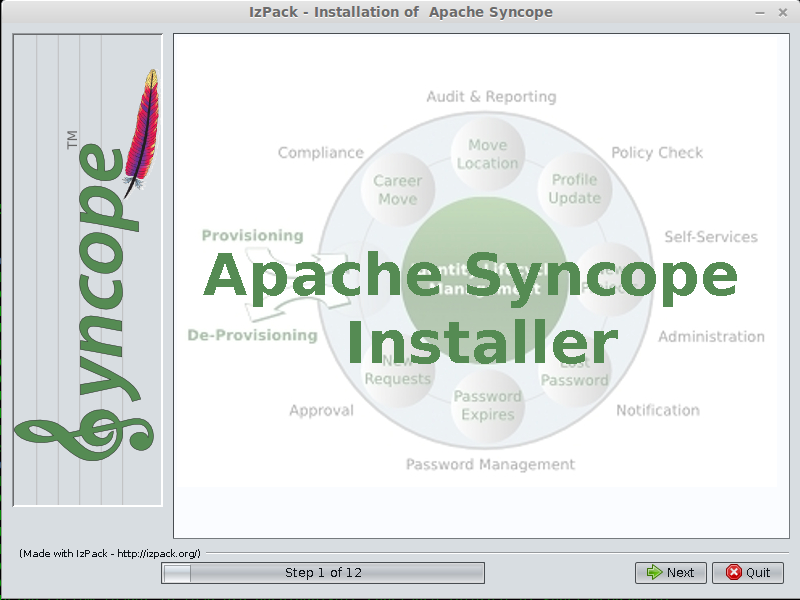 IzPack - Installation of  Apache Syncope
Syncope
TM
Audit & Reporting
Compliance
Move
Location
Policy Check
Career
Move
Profile
Update
Provisioning
Self-Services
Apache Syncope
Installer
Management
De-Provisioning
Administration
New
Requests
Lost
Password
Password
Expires
Approval
Notification
Password Management
(Made with IzPack - http://izpack.org/)
Step 1 of 12
Next
Quit